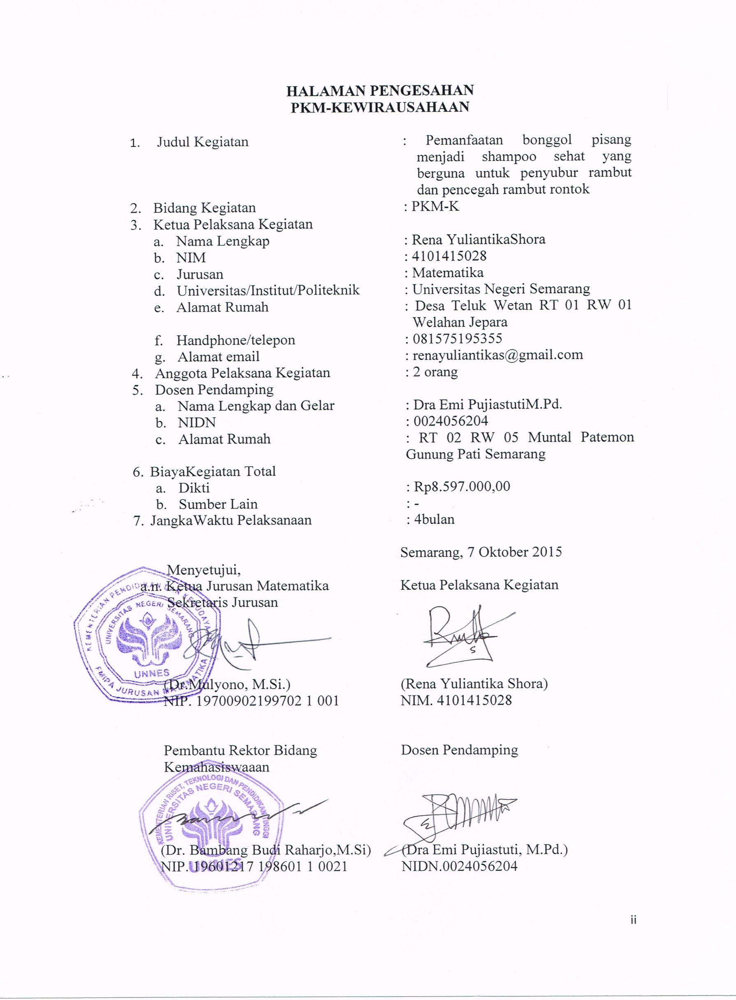 HALAMAN PENGESAHAN
PKM-KEWIRAUSAHAAN
1. Judul Kegiatan : Pemanfaatan bonggol pisang
menjadi shampoo sehat yang
berguna untuk penyubur rambut
dan pencegah rambut rontok
2. Bidang Kegiatan : PKM-K
3. Ketua Pelaksana Kegiatan
a. Nama Lengkap : Rena YuliantikaShora
b. NIM : 4101415028
c. Jurusan : Matematika
d. Universitas/Institut/Politeknik : Universitas Negeri Semarang
e. Alamat Rumah : Desa Teluk Wetan RT 01 RW 01
Welahan Jepara
f. Handphone/telepon : 081575195355
g. Alamat email : renayuliantikas@gmail.com
4. Anggota Pelaksana Kegiatan : 2 orang
5. Dosen Pendamping
a. Nama Lengkap dan Gelar : Dra Emi PujiastutiM.Pd.
b. NIDN : 0024056204
c. Alamat Rumah : RT 02 RW 05 Muntal Patemon
Gunung Pati Semarang
6. BiayaKegiatan Total
a. Dikti : Rp8.597.000,00
b. Sumber Lain : -
7. JangkaWaktu Pelaksanaan : 4bulan
Semarang, 7 Oktober 2015
Menyetujui,
a.n. Ketua Jurusan Matematika Ketua Pelaksana Kegiatan
Sekretaris Jurusan
KEMENTERIAN PENDIDIKAN DAN KEBUDAYAAN
UNIVERSITAS NEGERI SEMARANG
UNNES
FMIPA JURUSAN MATEMATIKA
(Dr.Mulyono, M.Si.) (Rena Yuliantika Shora)
NIP. 19700902199702 1 001 NIM. 4101415028
Pembantu Rektor Bidang Dosen Pendamping
Kemahasiswaaan
KEMENTERIAN RISET, TEKNOLOGI DAN PENDIDIKAN TINGGI
UNIVERSITAS NEGERI SEMARANG
(Dr. Bambang Budi Raharjo,M.Si) (Dra Emi Pujiastuti, M.Pd.)
UNNES
NIP. 19601217 198601 1 0021 NIDN.0024056204
ii